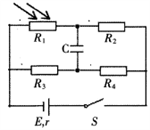 R₁ R₂
C
R₃ R₄
E,r S